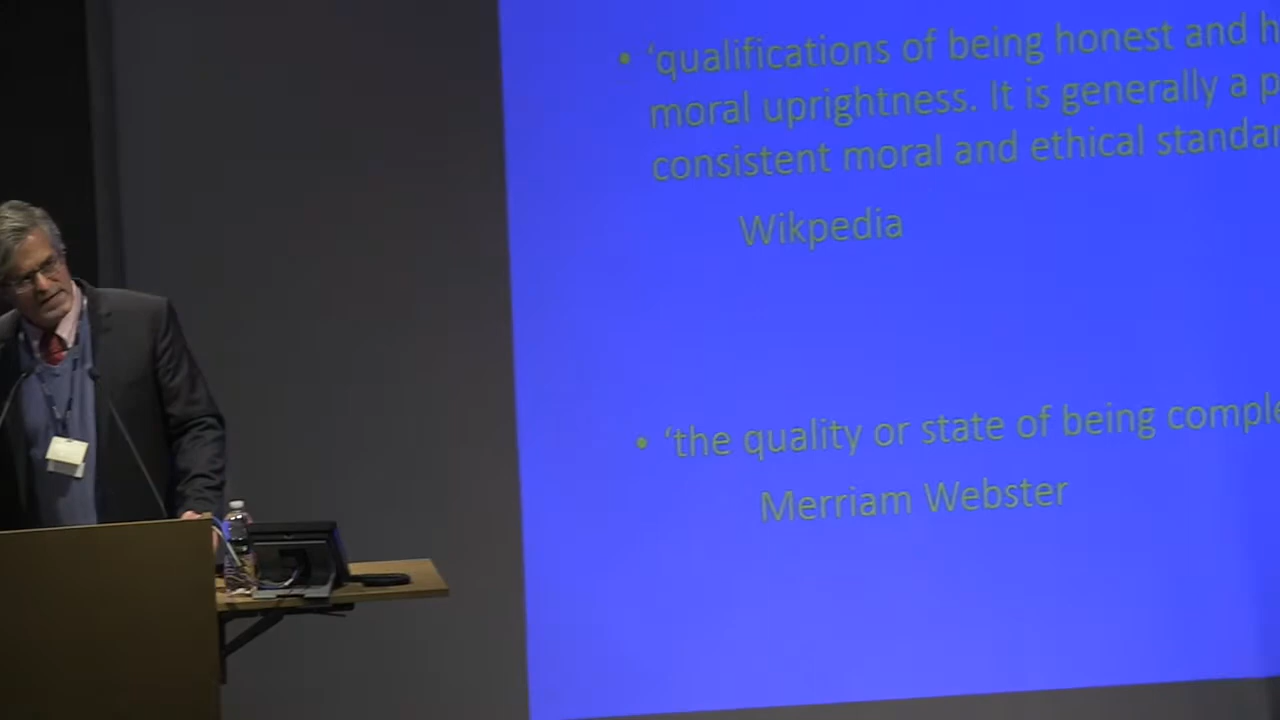 • ‘qualifications of being honest and h
moral uprightness. It is generally a p
consistent moral and ethical standar
Wikpedia
• ‘the quality or state of being comple
Merriam Webster